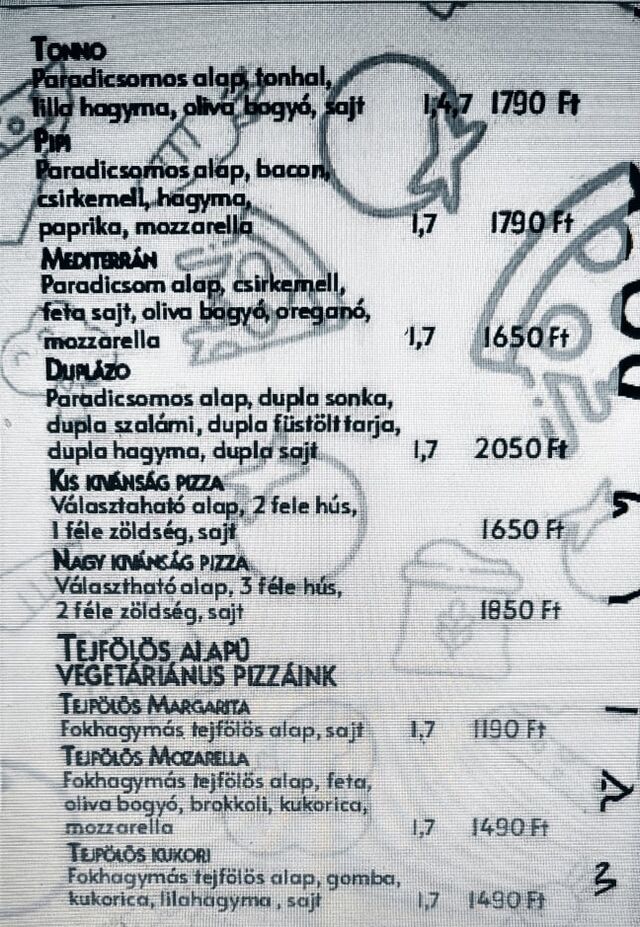 TONNO
Paradicsomos alap, tonhal,
lilla hagyma, oliva bogyó, sajt 1,4,7 1790 Ft
PIPI
Paradicsomos alap, bacon,
csirkemell, hagyma,
paprika, mozzarella 1,7 1790 Ft
MEDITERRÁN
Paradicsom alap, csirkemell,
feta sajt, oliva bogyó, oreganó,
mozzarella 1,7 1650 Ft
DUPLÁZO
Paradicsomos alap, dupla sonka,
dupla szalámi, dupla füstölt tarja,
dupla hagyma, dupla sajt 1,7 2050 Ft
KIS KIVÁNSÁG PIZZA
Választaható alap, 2 fele hús,
1 féle zöldség, sajt 1650 Ft
NAGY KIVÁNSÁG PIZZA
Választható alap, 3 féle hús,
2 féle zöldség, sajt 1850 Ft
TEJFÖLÖS ALAPÚ
VEGETÁRIÁNUS PIZZÁINK
TEJFÖLÖS MARGARITA
Fokhagymás tejfölös alap, sajt 1,7 1190 Ft
TEJFÖLÖS MOZARELLA
Fokhagymás tejfölös alap, feta,
oliva bogyó, brokkoli, kukorica,
mozzarella 1,7 1490 Ft
TEJFÖLÖS KUKORI
Fokhagymás tejfölös alap, gomba,
kukorica, lilahagyma , sajt 1,7 1490 Ft